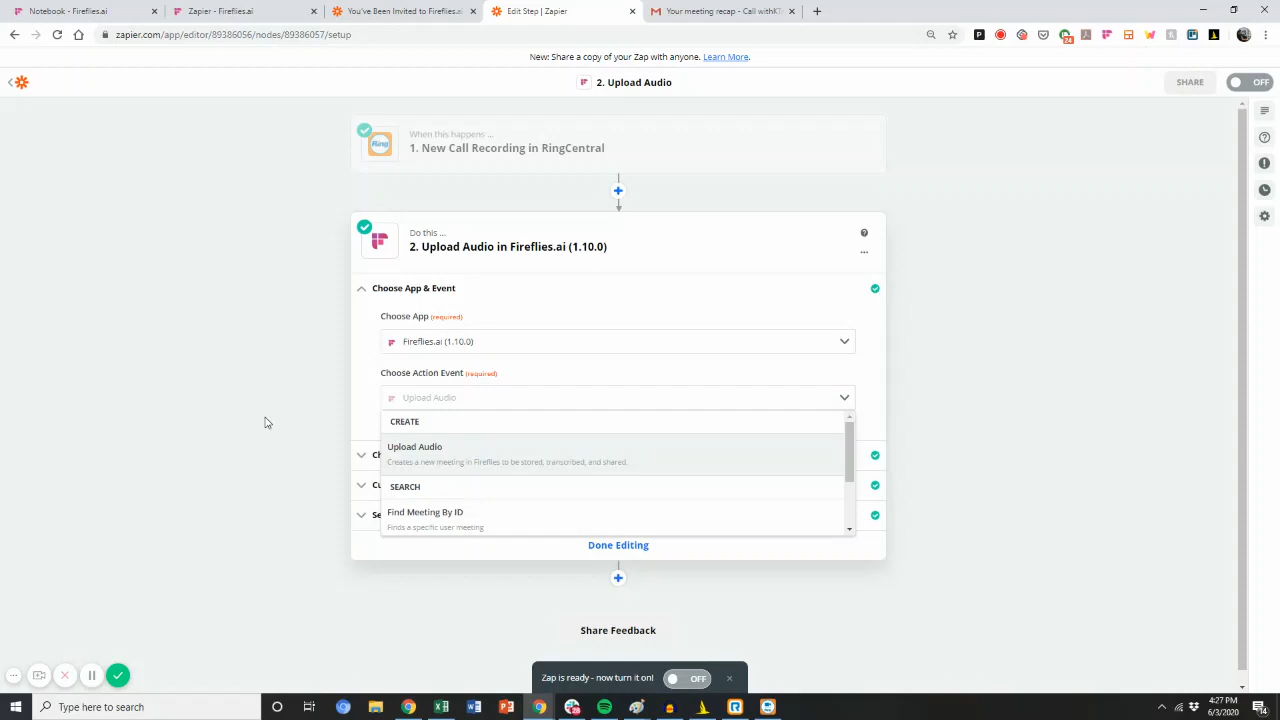 Notebook - Fireflies.ai
Zapier - Fireflies.ai
You've Been Invited to Fireflies.ai
Edit Step | Zapier
Your meeting recap - Call with
zapier.com/app/editor/89386056/nodes/89386057/setup
New: Share a copy of your Zap with anyone. Learn More.
2. Upload Audio
SHARE
OFF
When this happens ...
Ring
1. New Call Recording in RingCentral
Do this ...
2. Upload Audio in Fireflies.ai (1.10.0)
Choose App & Event
Choose App (required)
Fireflies.ai (1.10.0)
Choose Action Event (required)
Upload Audio
CREATE
Upload Audio
Creates a new meeting in Fireflies to be stored, transcribed, and shared.
SEARCH
Find Meeting By ID
Finds a specific user meeting
Done Editing
Share Feedback
Zap is ready - now turn it on!
OFF
Type here to search
4:27 PM
6/3/2020